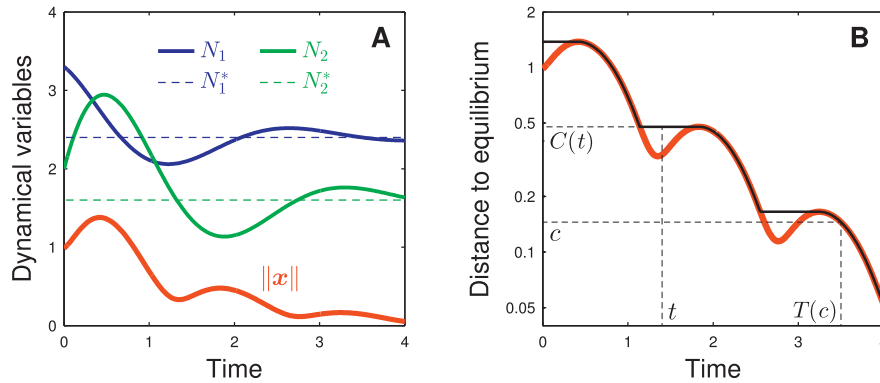 A
N₁ N₂
N₁* N₂*
Dynamical variables
4
3
2
1
0
‖x‖
0 1 2 3 4
Time
B
Distance to equilibrium
2
1
0.5
0.2
0.1
0.05
C(t)
c
t
T(c)
0 1 2 3
Time